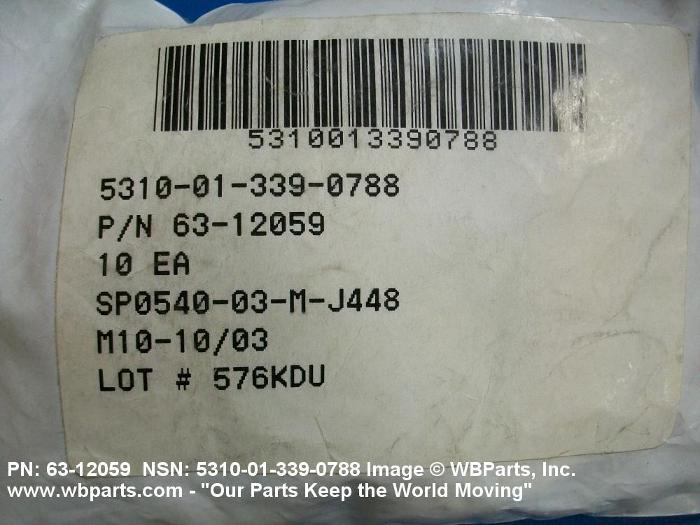 5310013390788
5310-01-339-0788
P/N 63-12059
10 EA
SP0540-03-M-J448
M10-10/03
LOT # 576KDU
PN: 63-12059 NSN: 5310-01-339-0788 Image © WBParts, Inc.
www.wbparts.com - "Our Parts Keep the World Moving"